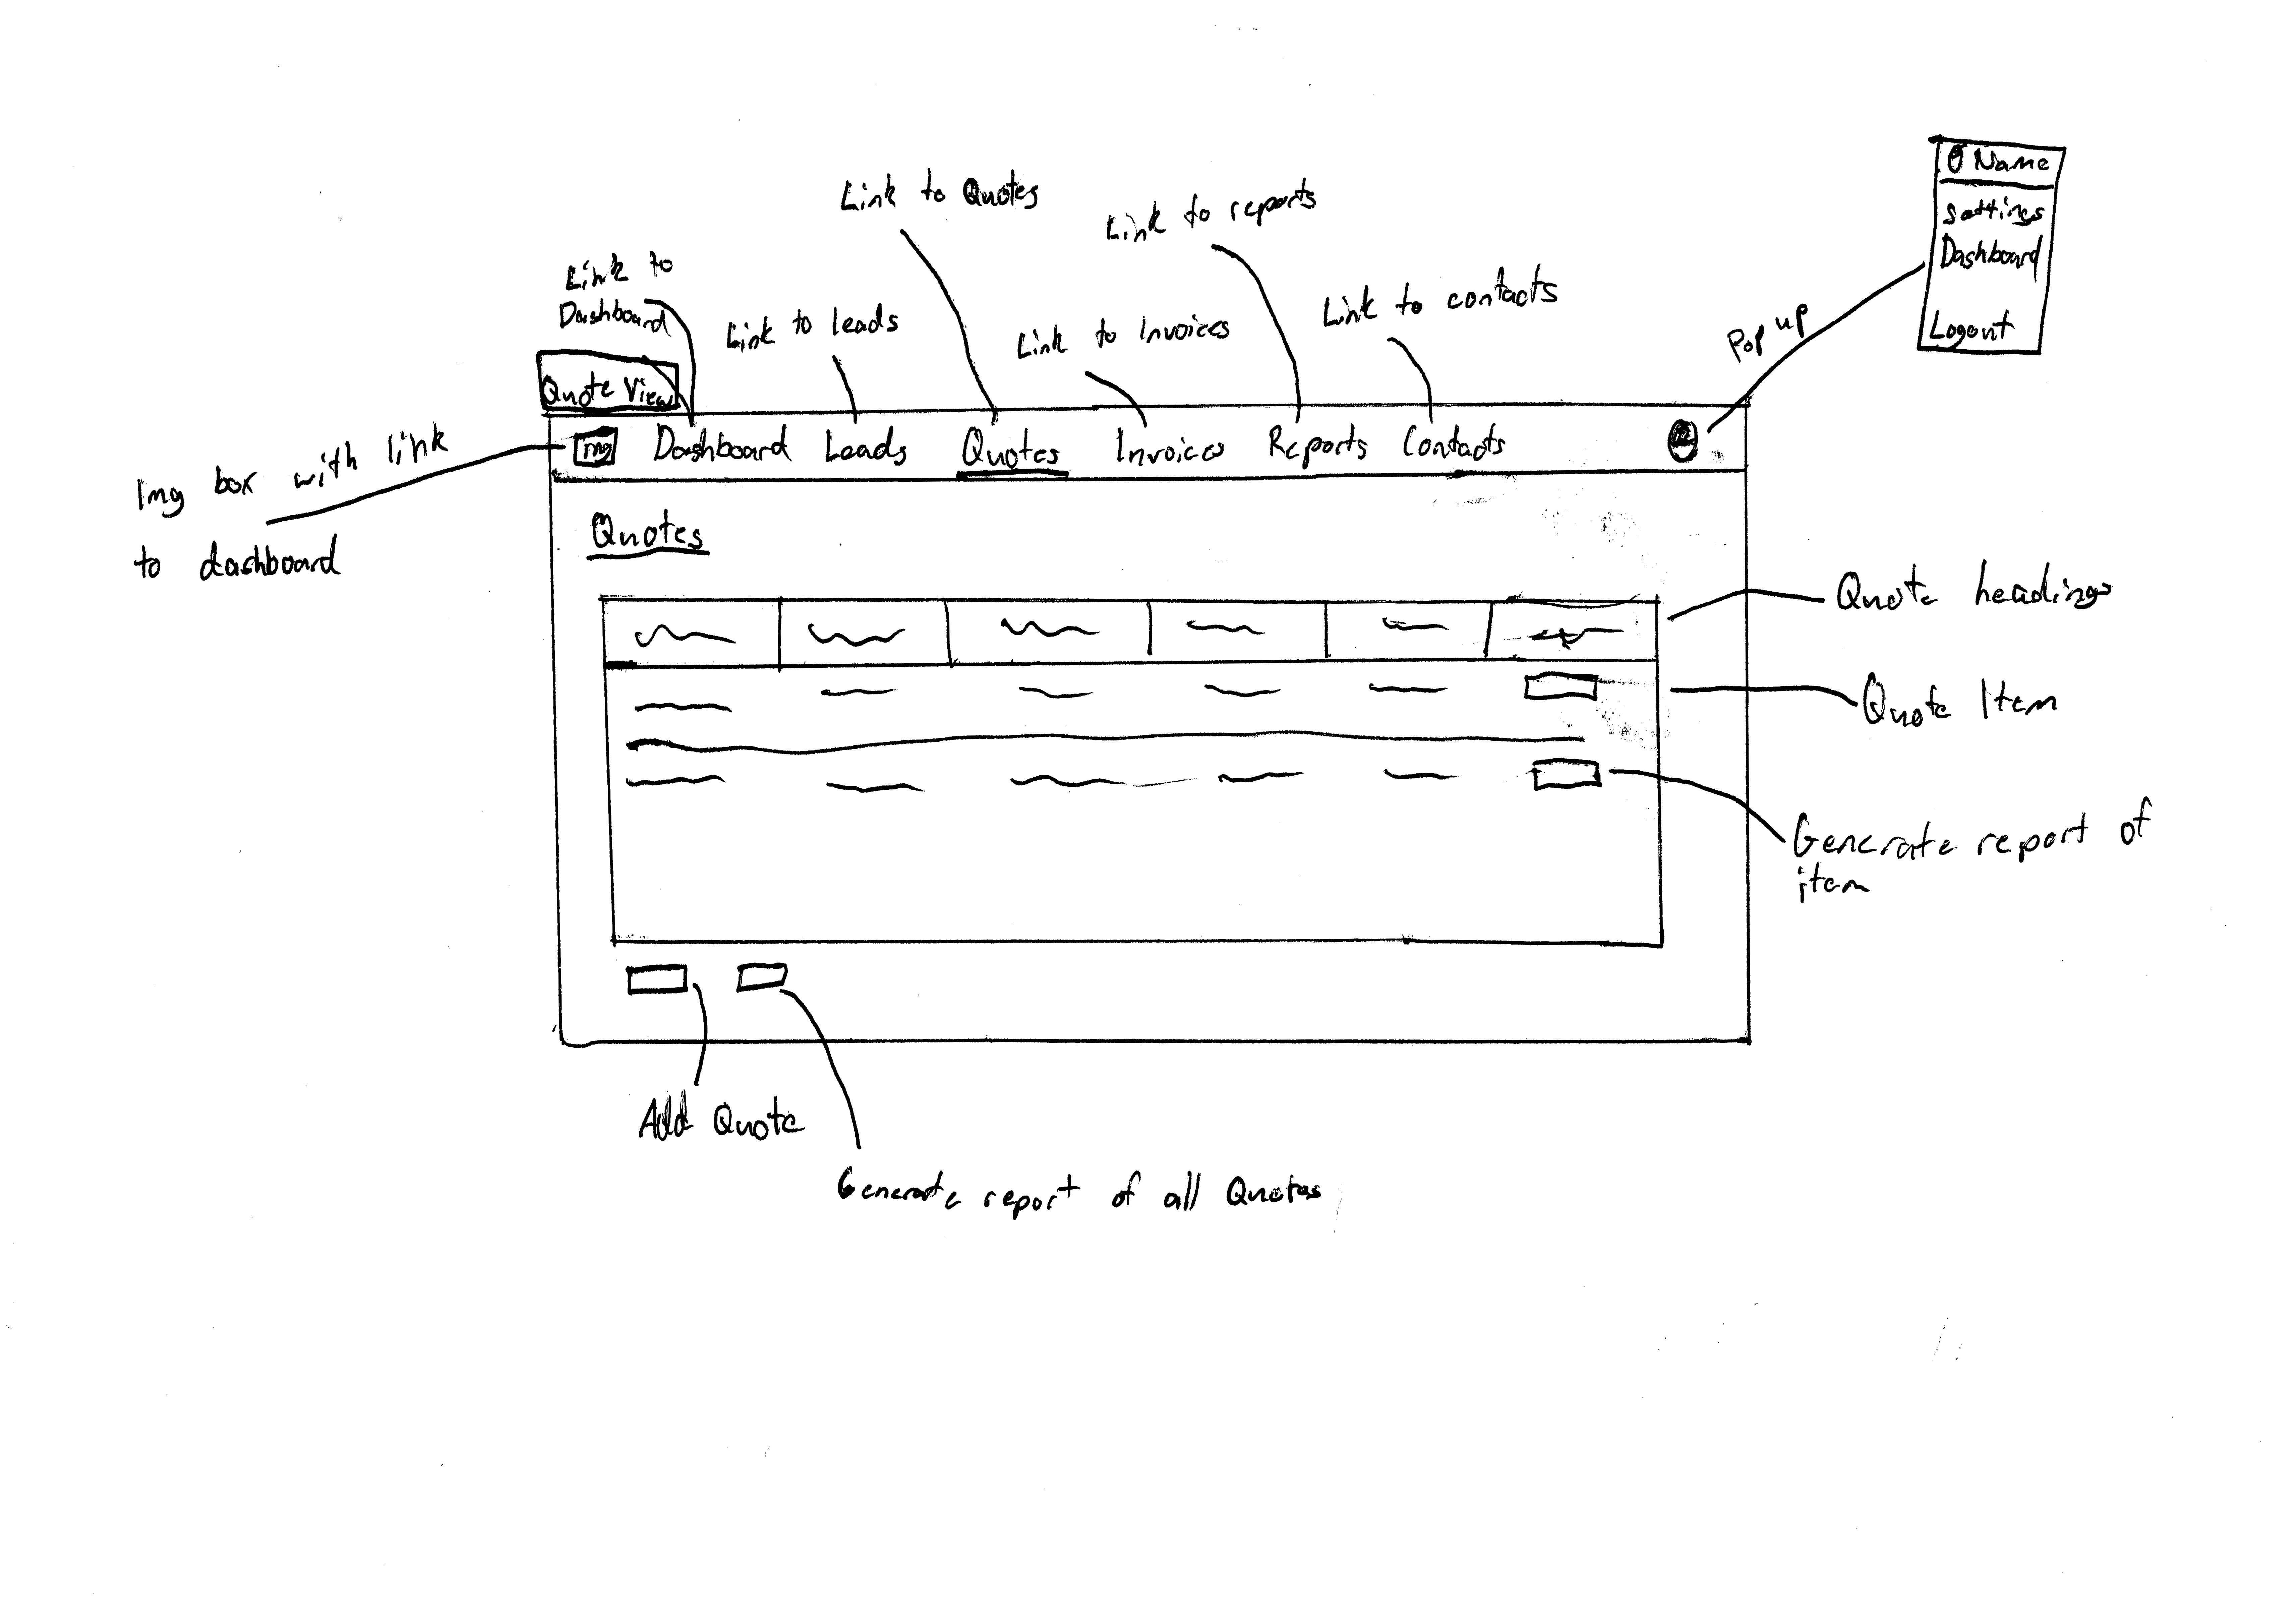 O Name
Settings
Dashboard
Logout
Pop up
Link to Quotes
Link to reports
Link to
Dashboard
Link to leads
Link to Invoices
Link to contacts
Quote View
Img Dashboard Leads Quotes Invoices Reports Contacts
Img box with link
to dashboard
Quotes
Quote headings
Quote Item
Generate report of
item
Add Quote
Generate report of all Quotes